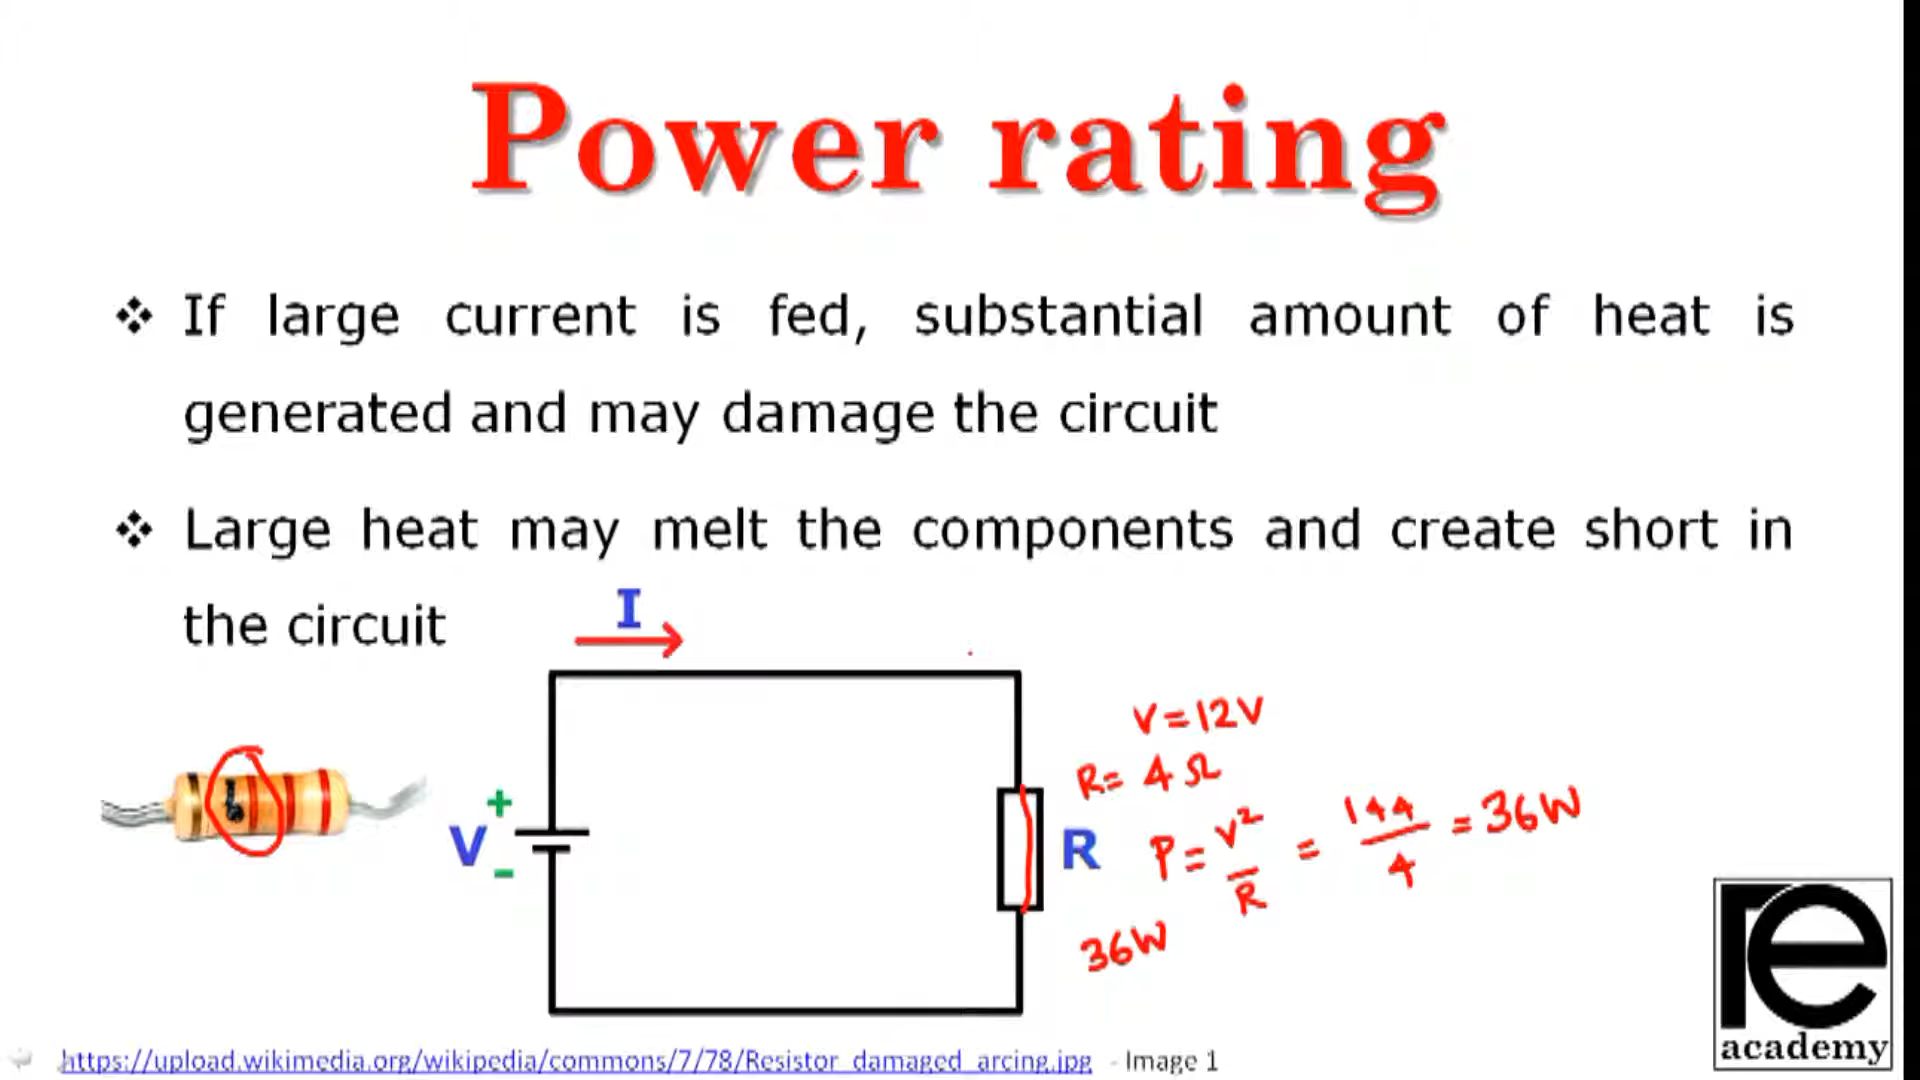 Power rating
❖ If large current is fed, substantial amount of heat is
generated and may damage the circuit
❖ Large heat may melt the components and create short in
the circuit
I
V = 12V
R = 4 Ω
+
V
-
R
P = V²/R = 144/4 = 36W
36W
re
academy
https://upload.wikimedia.org/wikipedia/commons/7/78/Resistor_damaged_arcing.jpg - Image 1